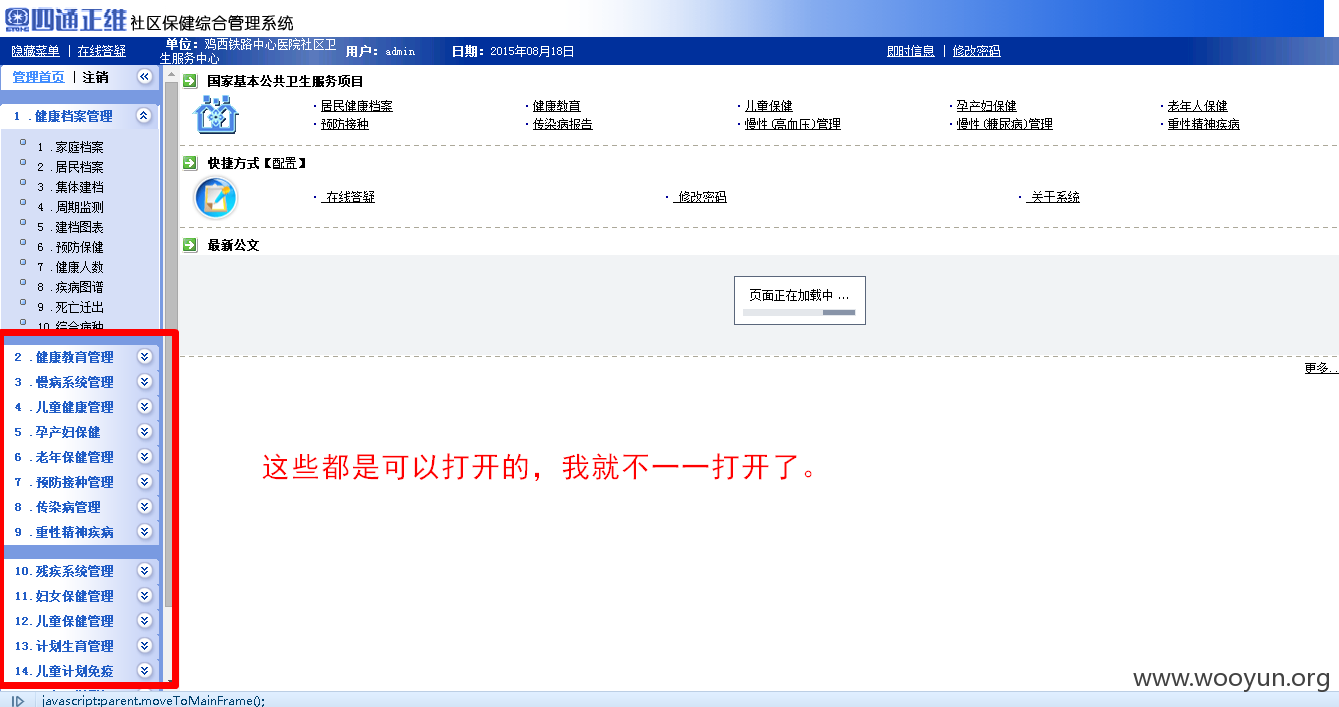 四通正维 社区保健综合管理系统
隐藏菜单 | 在线答疑 单位：鸡西铁路中心医院社区卫生服务中心 用户：admin 日期：2015年08月18日 即时信息 | 修改密码
管理首页 | 注销
1 .健康档案管理
1 .家庭档案
2 .居民档案
3 .集体建档
4 .周期监测
5 .建档图表
6 .预防保健
7 .健康人数
8 .疾病图谱
9 .死亡迁出
10.综合病种
2 .健康教育管理
3 .慢病系统管理
4 .儿童健康管理
5 .孕产妇保健
6 .老年保健管理
7 .预防接种管理
8 .传染病管理
9 .重性精神疾病
10.残疾系统管理
11.妇女保健管理
12.儿童保健管理
13.计划生育管理
14.儿童计划免疫
国家基本公共卫生服务项目
·居民健康档案 ·健康教育 ·儿童保健 ·孕产妇保健 ·老年人保健
·预防接种 ·传染病报告 ·慢性(高血压)管理 ·慢性(糖尿病)管理 ·重性精神疾病
快捷方式【配置】
· 在线答疑 · 修改密码 · 关于系统
最新公文
页面正在加载中 ...
更多..
这些都是可以打开的，我就不一一打开了。
www.wooyun.org
javascript:parent.moveToMainFrame();